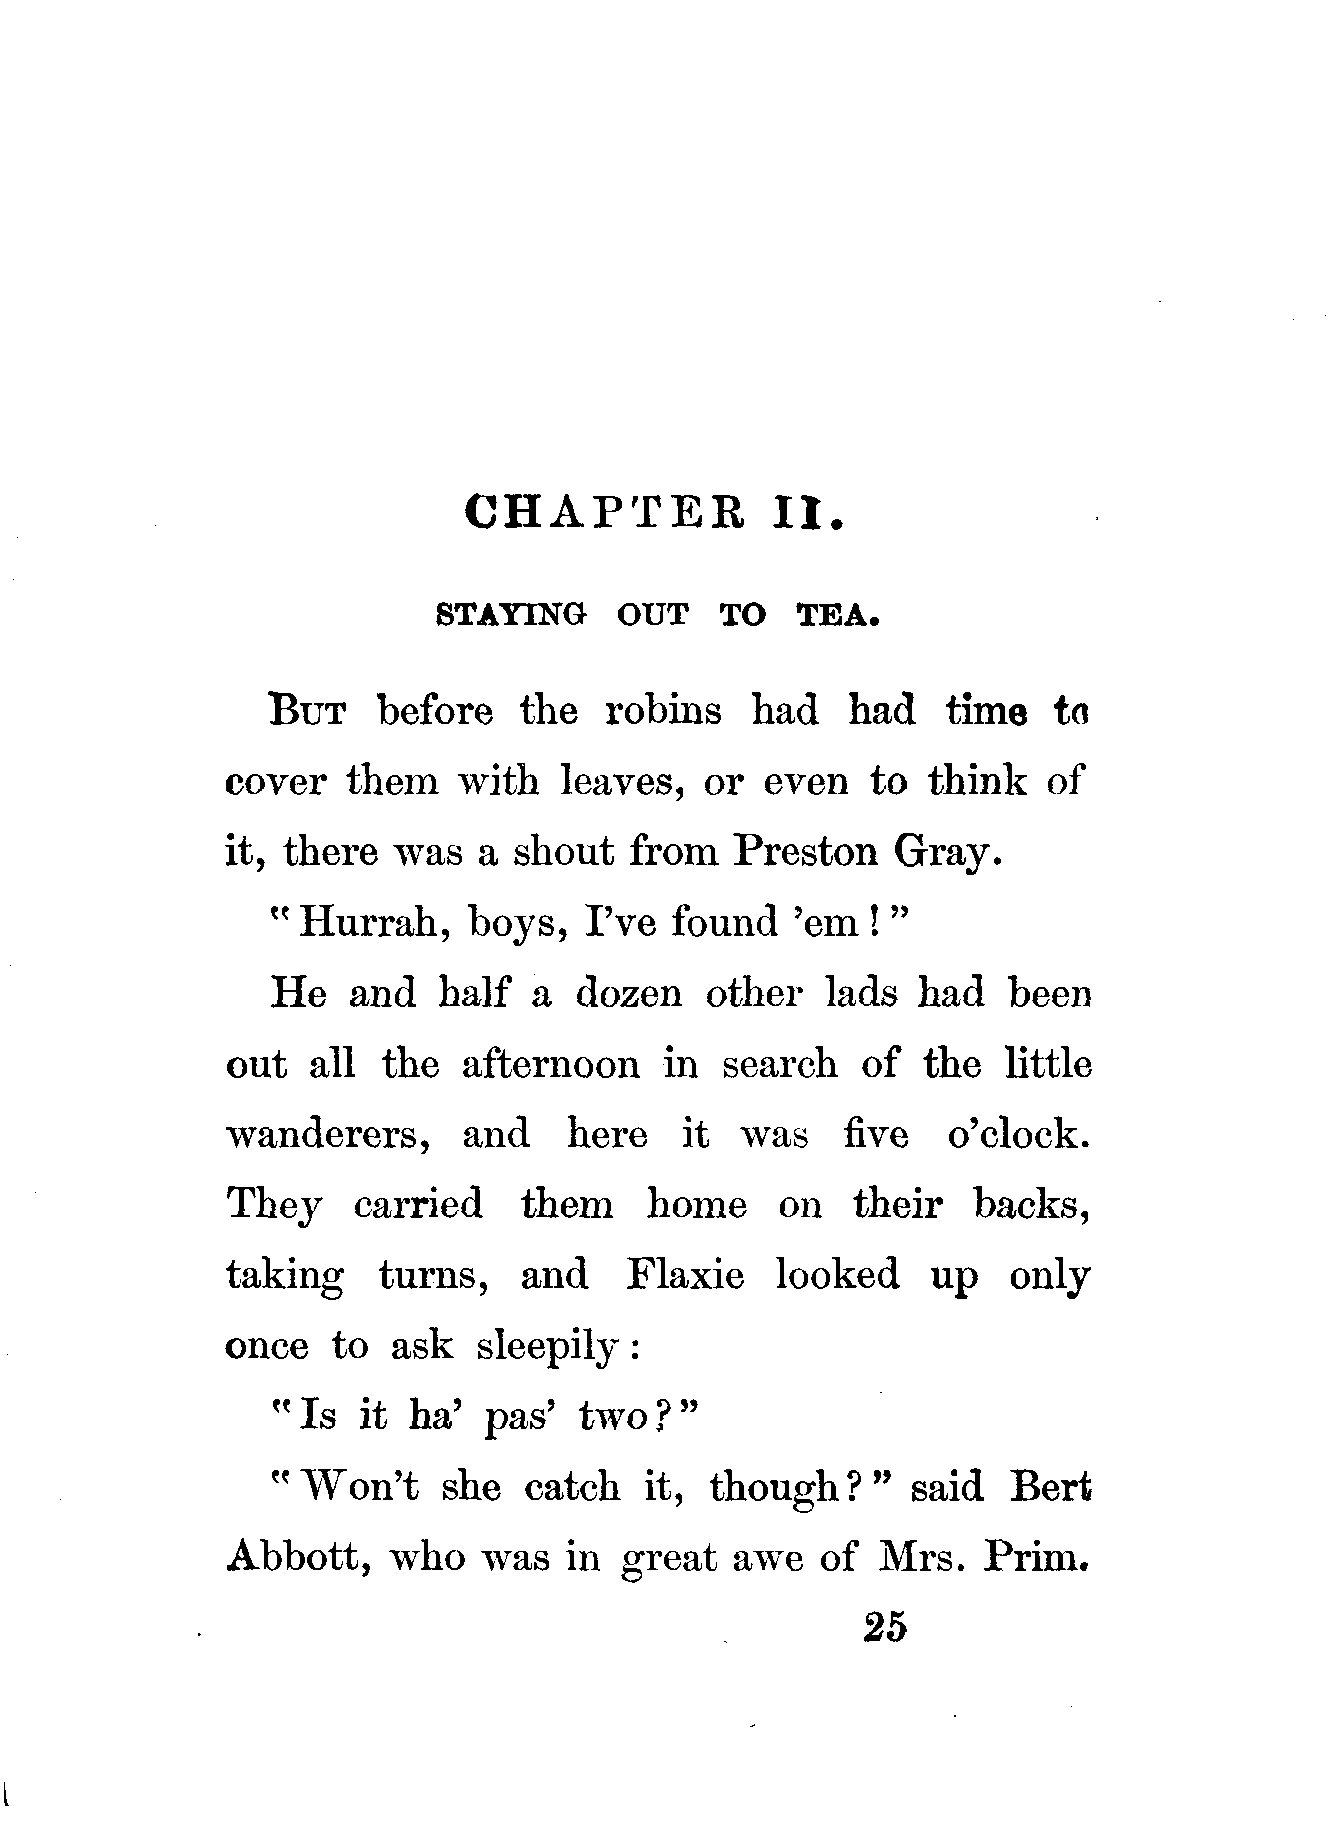 CHAPTER II.
STAYING OUT TO TEA.
BUT before the robins had had time to
cover them with leaves, or even to think of
it, there was a shout from Preston Gray.
"Hurrah, boys, I've found 'em!"
He and half a dozen other lads had been
out all the afternoon in search of the little
wanderers, and here it was five o'clock.
They carried them home on their backs,
taking turns, and Flaxie looked up only
once to ask sleepily:
"Is it ha' pas' two?"
"Won't she catch it, though?" said Bert
Abbott, who was in great awe of Mrs. Prim.
25